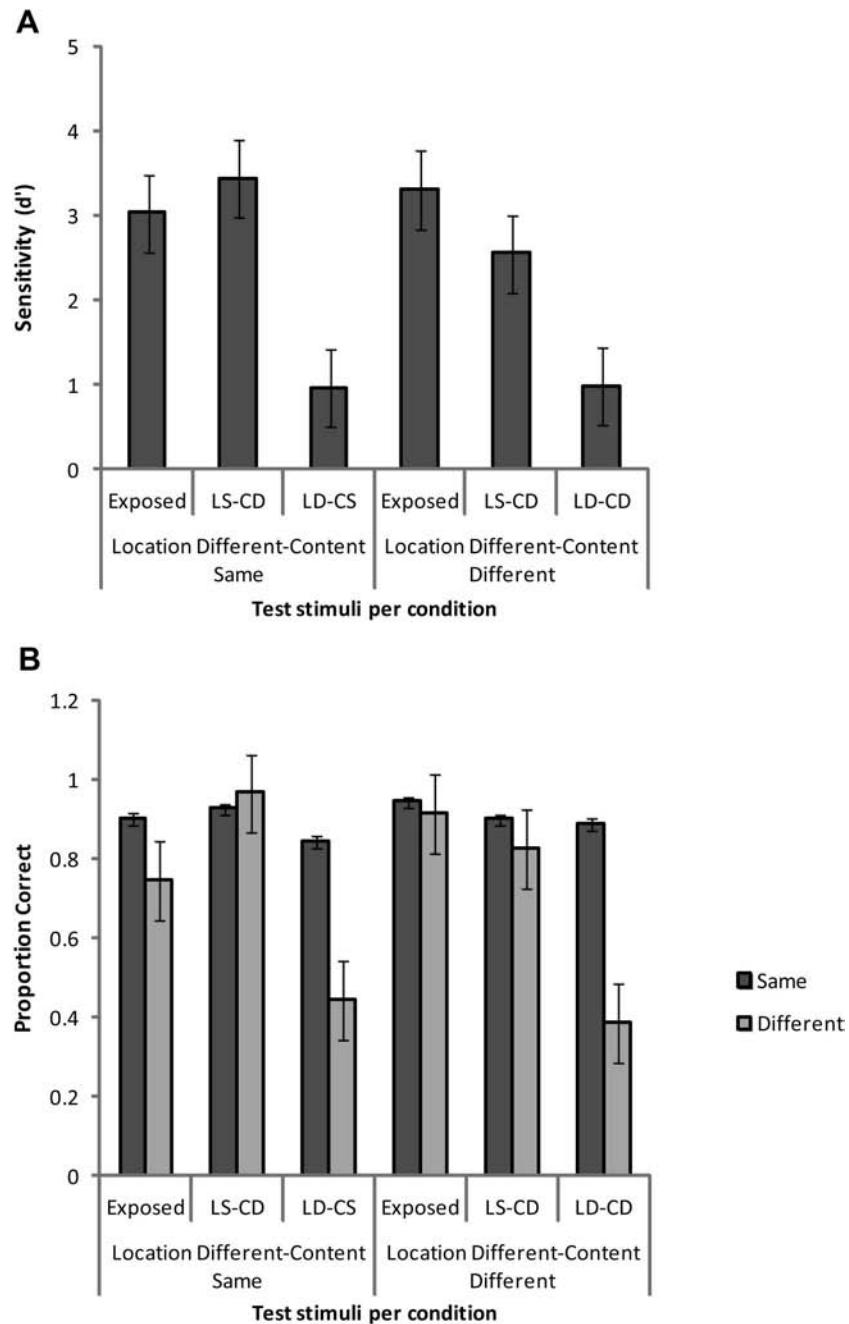 A
5
4
3
2
1
0
Sensitivity (d')
Exposed LS-CD LD-CS Exposed LS-CD LD-CD
Location Different-Content Location Different-Content
Same Different
Test stimuli per condition
B
1.2
1
0.8
0.6
0.4
0.2
0
Proportion Correct
Same
Different
Exposed LS-CD LD-CS Exposed LS-CD LD-CD
Location Different-Content Location Different-Content
Same Different
Test stimuli per condition